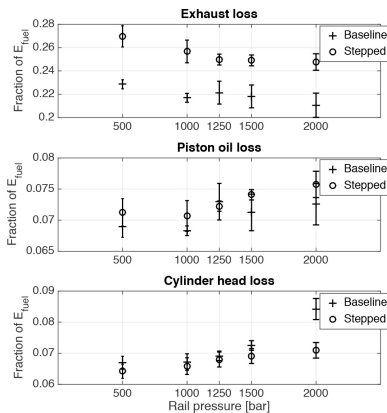 Exhaust loss
Fraction of E_fuel
0.28
0.26
0.24
0.22
0.2
Baseline
Stepped
500 1000 1250 1500 2000
Piston oil loss
Fraction of E_fuel
0.08
0.075
0.07
0.065
Baseline
Stepped
500 1000 1250 1500 2000
Cylinder head loss
Fraction of E_fuel
0.09
0.08
0.07
0.06
Baseline
Stepped
500 1000 1250 1500 2000
Rail pressure [bar]